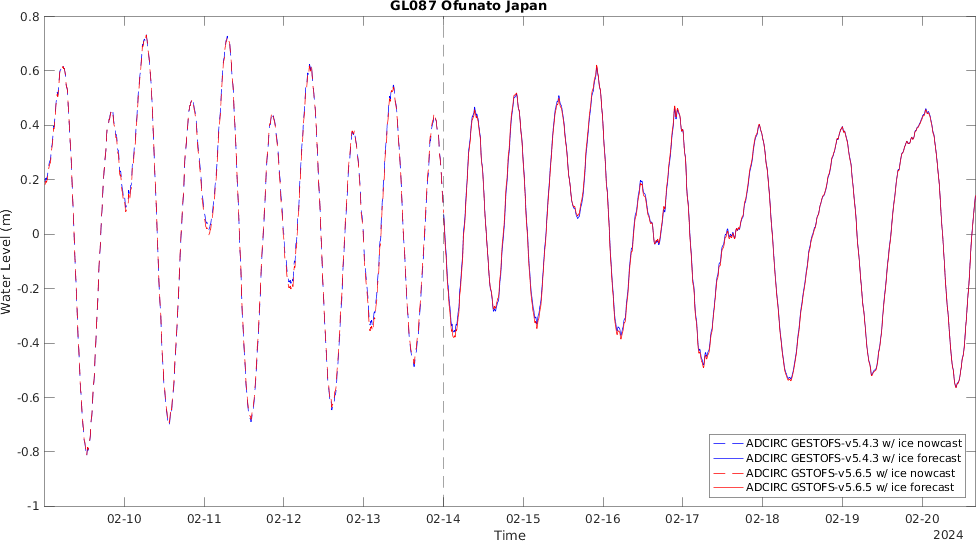 GL087 Ofunato Japan
Water Level (m)
0.8
0.6
0.4
0.2
0
-0.2
-0.4
-0.6
-0.8
-1
ADCIRC GESTOFS-v5.4.3 w/ ice nowcast
ADCIRC GESTOFS-v5.4.3 w/ ice forecast
ADCIRC GSTOFS-v5.6.5 w/ ice nowcast
ADCIRC GSTOFS-v5.6.5 w/ ice forecast
02-10 02-11 02-12 02-13 02-14 02-15 02-16 02-17 02-18 02-19 02-20
Time
2024